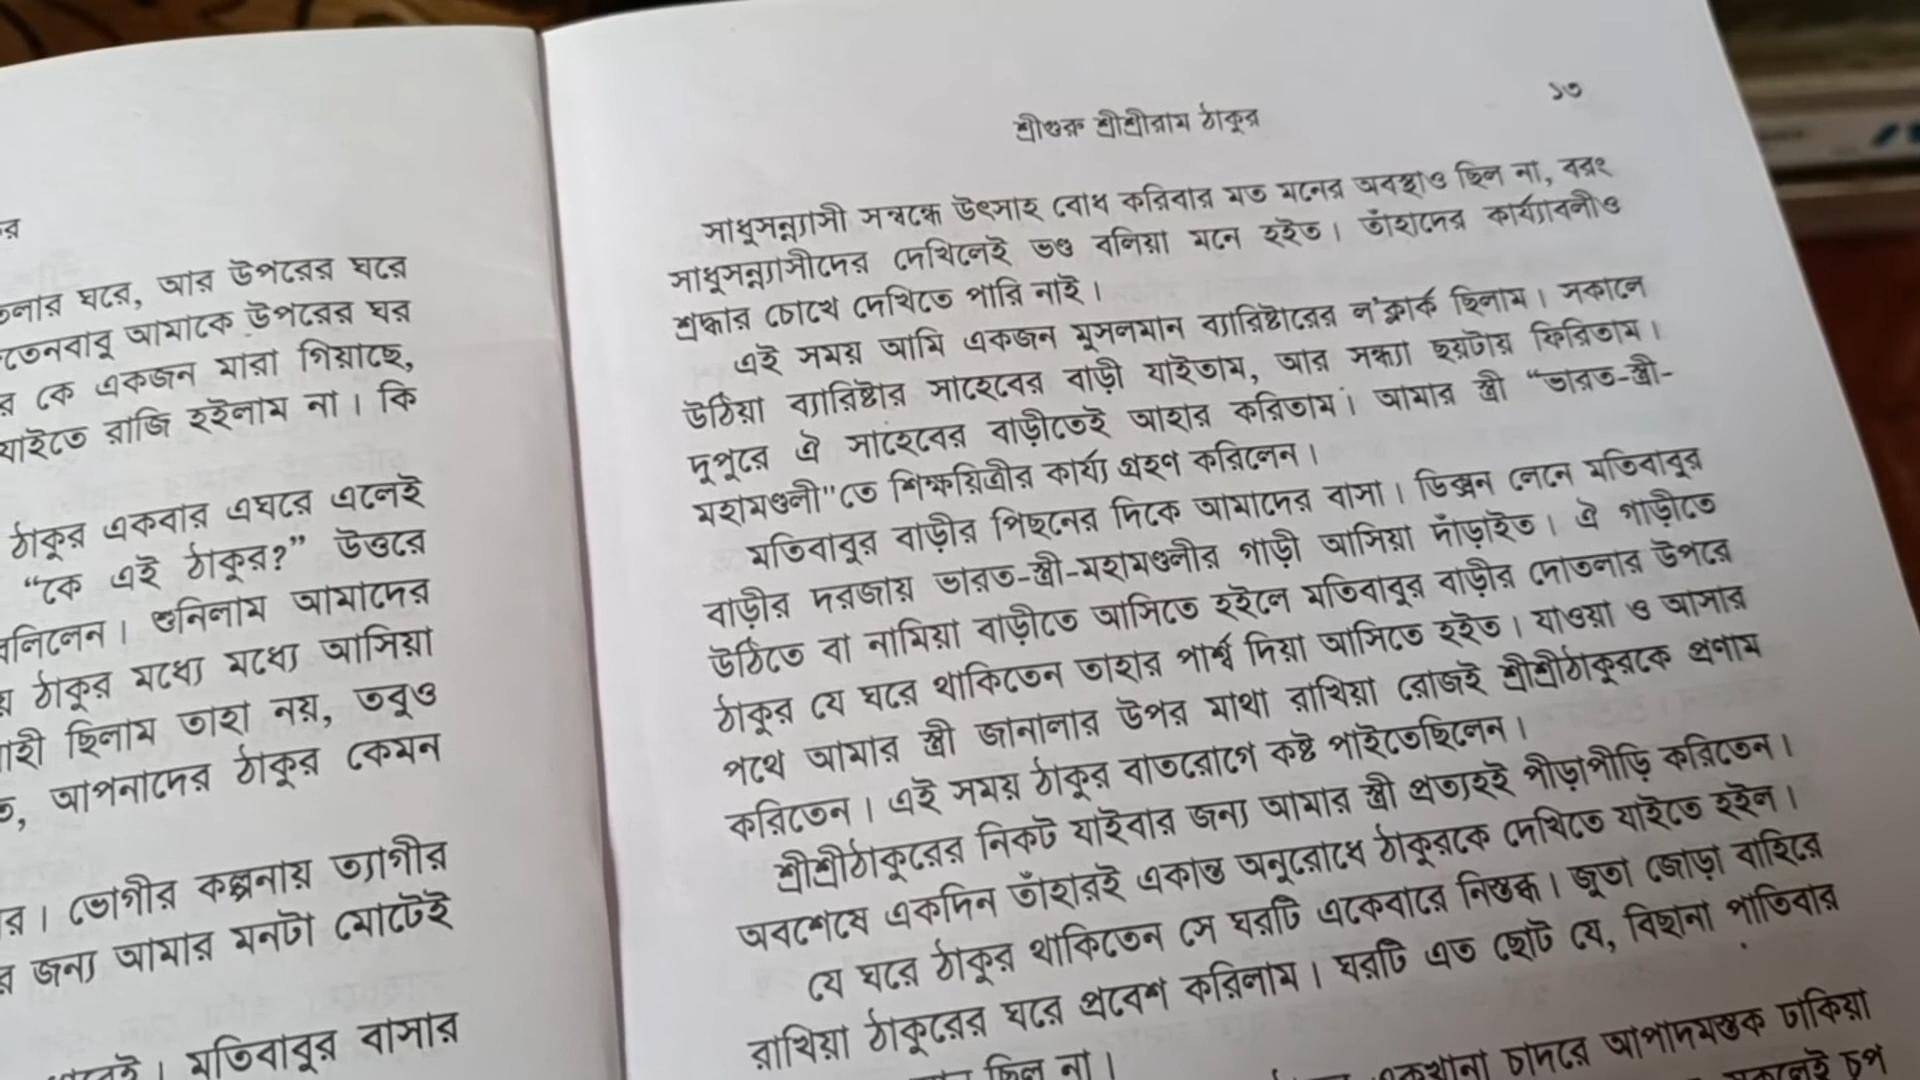 র
তলার ঘরে, আর উপরের ঘরে
তেনবাবু আমাকে উপরের ঘর
র কে একজন মারা গিয়াছে,
যাইতে রাজি হইলাম না। কি
ঠাকুর একবার এঘরে এলেই
“কে এই ঠাকুর?” উত্তরে
বলিলেন। শুনিলাম আমাদের
য় ঠাকুর মধ্যে মধ্যে আসিয়া
ছিলাম তাহা নয়, তবুও
ত, আপনাদের ঠাকুর কেমন
র। ভোগীর কল্পনায় ত্যাগীর
র জন্য আমার মনটা মোটেই
মতিবাবুর বাসার
১৩
শ্রীগুরু শ্রীশ্রীরাম ঠাকুর
সাধুসন্ন্যাসী সম্বন্ধে উৎসাহ বোধ করিবার মত মনের অবস্থাও ছিল না, বরং
সাধুসন্ন্যাসীদের দেখিলেই ভণ্ড বলিয়া মনে হইত। তাঁহাদের কার্য্যাবলীও
শ্রদ্ধার চোখে দেখিতে পারি নাই।
এই সময় আমি একজন মুসলমান ব্যারিষ্টারের ল'ক্লার্ক ছিলাম। সকালে
উঠিয়া ব্যারিষ্টার সাহেবের বাড়ী যাইতাম, আর সন্ধ্যা ছয়টায় ফিরিতাম।
দুপুরে ঐ সাহেবের বাড়ীতেই আহার করিতাম। আমার স্ত্রী “ভারত-স্ত্রী-
মহামণ্ডলী”তে শিক্ষয়িত্রীর কার্য্য গ্রহণ করিলেন।
মতিবাবুর বাড়ীর পিছনের দিকে আমাদের বাসা। ডিক্সন লেনে মতিবাবুর
বাড়ীর দরজায় ভারত-স্ত্রী-মহামণ্ডলীর গাড়ী আসিয়া দাঁড়াইত। ঐ গাড়ীতে
উঠিতে বা নামিয়া বাড়ীতে আসিতে হইলে মতিবাবুর বাড়ীর দোতলার উপরে
ঠাকুর যে ঘরে থাকিতেন তাহার পার্শ্ব দিয়া আসিতে হইত। যাওয়া ও আসার
পথে আমার স্ত্রী জানালার উপর মাথা রাখিয়া রোজই শ্রীশ্রীঠাকুরকে প্রণাম
করিতেন। এই সময় ঠাকুর বাতরোগে কষ্ট পাইতেছিলেন।
শ্রীশ্রীঠাকুরের নিকট যাইবার জন্য আমার স্ত্রী প্রত্যহই পীড়াপীড়ি করিতেন।
অবশেষে একদিন তাঁহারই একান্ত অনুরোধে ঠাকুরকে দেখিতে যাইতে হইল।
যে ঘরে ঠাকুর থাকিতেন সে ঘরটি একেবারে নিস্তব্ধ। জুতা জোড়া বাহিরে
রাখিয়া ঠাকুরের ঘরে প্রবেশ করিলাম। ঘরটি এত ছোট যে, বিছানা পাতিবার
ছিল না।
একখানা চাদরে আপাদমস্তক ঢাকিয়া
সকলেই চুপ